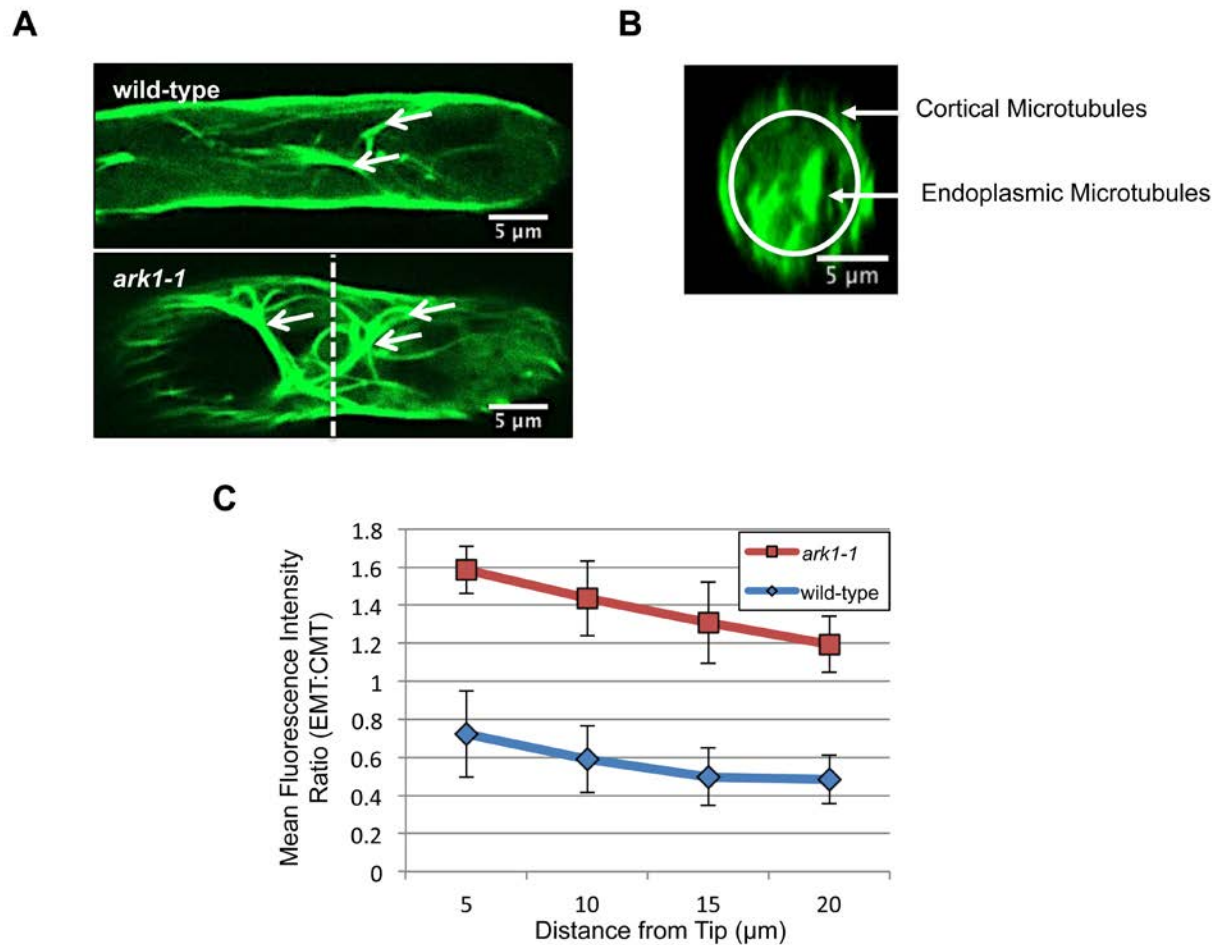 A
wild-type
5 µm
ark1-1
5 µm
B
Cortical Microtubules
Endoplasmic Microtubules
5 µm
C
Mean Fluorescence Intensity
Ratio (EMT:CMT)
1.8
1.6
1.4
1.2
1
0.8
0.6
0.4
0.2
0
ark1-1
wild-type
5 10 15 20
Distance from Tip (µm)